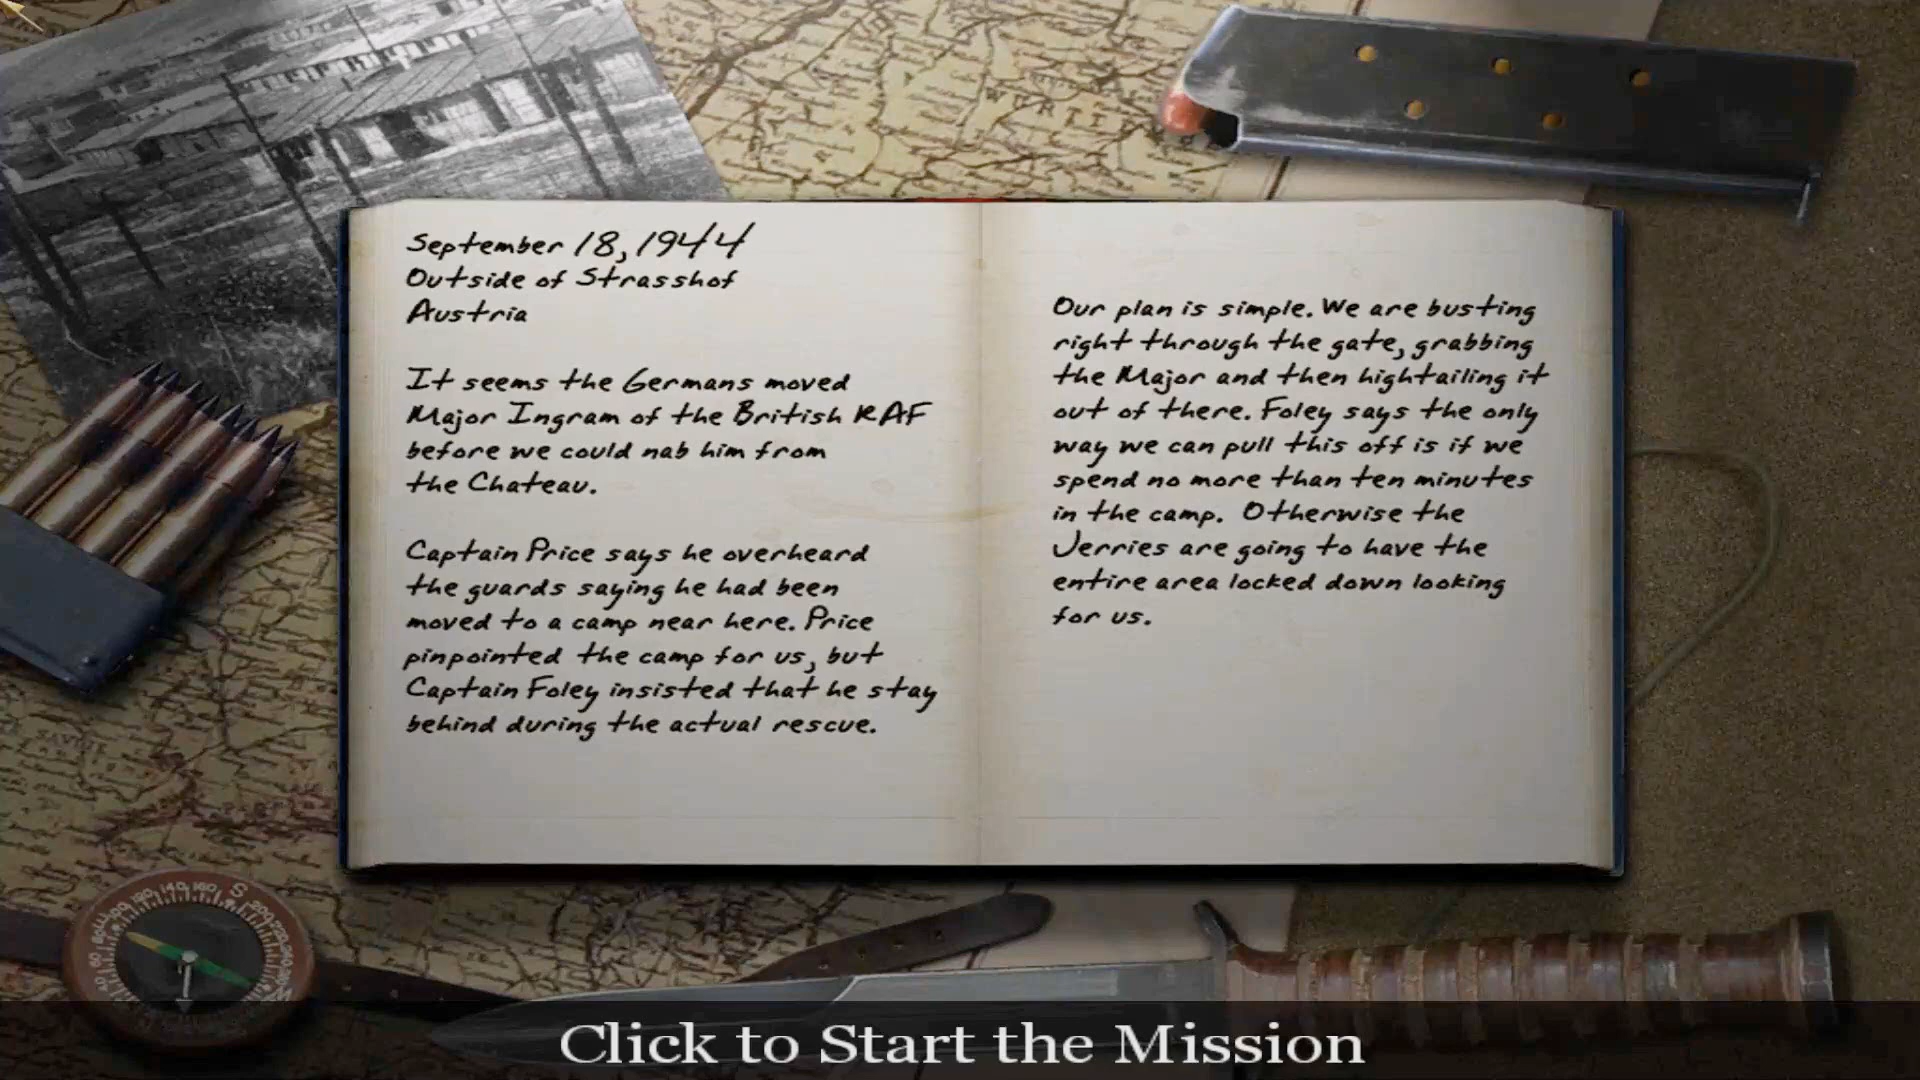 September 18, 1944
Outside of Strasshof
Austria
It seems the Germans moved
Major Ingram of the British RAF
before we could nab him from
the Chateau.
Captain Price says he overheard
the guards saying he had been
moved to a camp near here. Price
pinpointed the camp for us, but
Captain Foley insisted that he stay
behind during the actual rescue.
Our plan is simple. We are busting
right through the gate, grabbing
the Major and then hightailing it
out of there. Foley says the only
way we can pull this off is if we
spend no more than ten minutes
in the camp. Otherwise the
Jerries are going to have the
entire area locked down looking
for us.
Click to Start the Mission